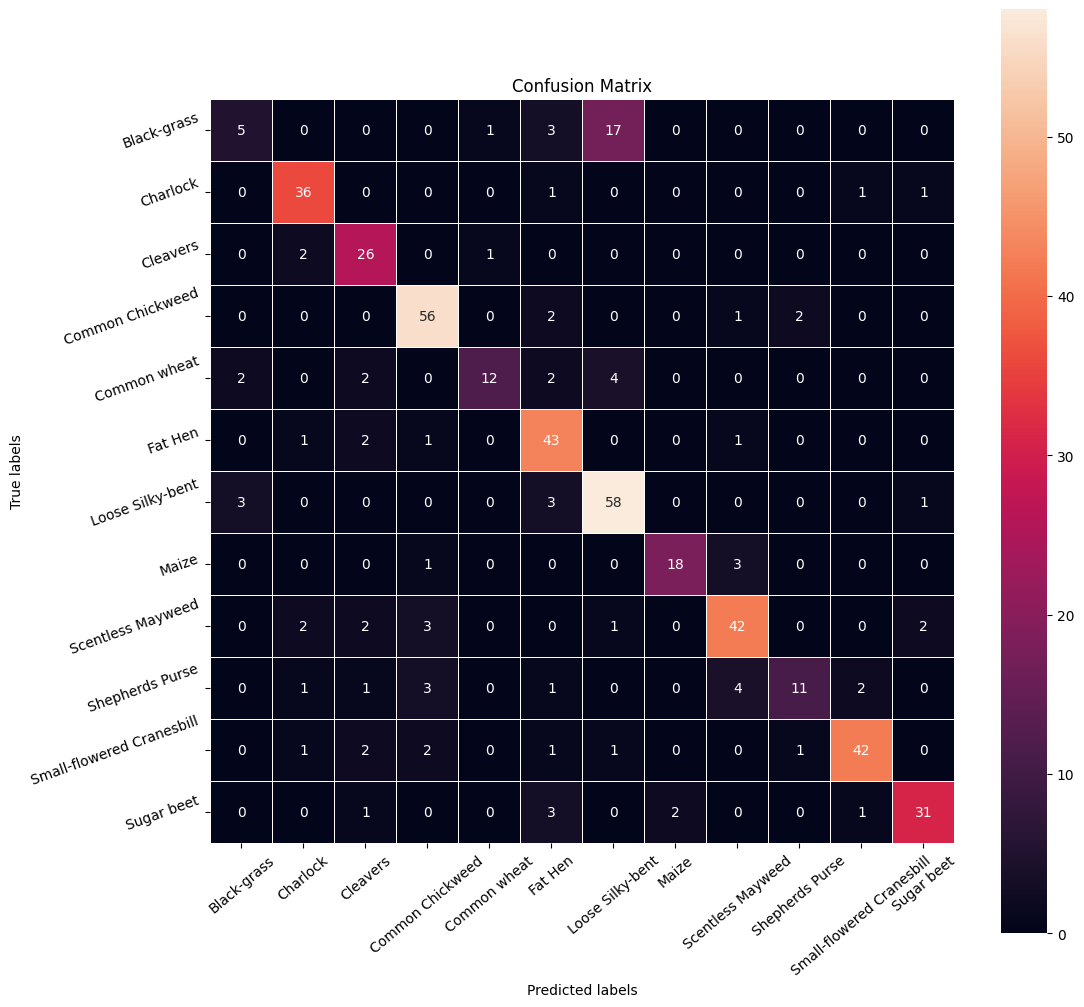 Confusion Matrix
Black-grass 5 0 0 0 1 3 17 0 0 0 0 0
Charlock 0 36 0 0 0 1 0 0 0 0 1 1
Cleavers 0 2 26 0 1 0 0 0 0 0 0 0
Common Chickweed 0 0 0 56 0 2 0 0 1 2 0 0
Common wheat 2 0 2 0 12 2 4 0 0 0 0 0
Fat Hen 0 1 2 1 0 43 0 0 1 0 0 0
Loose Silky-bent 3 0 0 0 0 3 58 0 0 0 0 1
Maize 0 0 0 1 0 0 0 18 3 0 0 0
Scentless Mayweed 0 2 2 3 0 0 1 0 42 0 0 2
Shepherds Purse 0 1 1 3 0 1 0 0 4 11 2 0
Small-flowered Cranesbill 0 1 2 2 0 1 1 0 0 1 42 0
Sugar beet 0 0 1 0 0 3 0 2 0 0 1 31
True labels
Black-grass
Charlock
Cleavers
Common Chickweed
Common wheat
Fat Hen
Loose Silky-bent
Maize
Scentless Mayweed
Shepherds Purse
Small-flowered Cranesbill
Sugar beet
Predicted labels
50
40
30
20
10
0